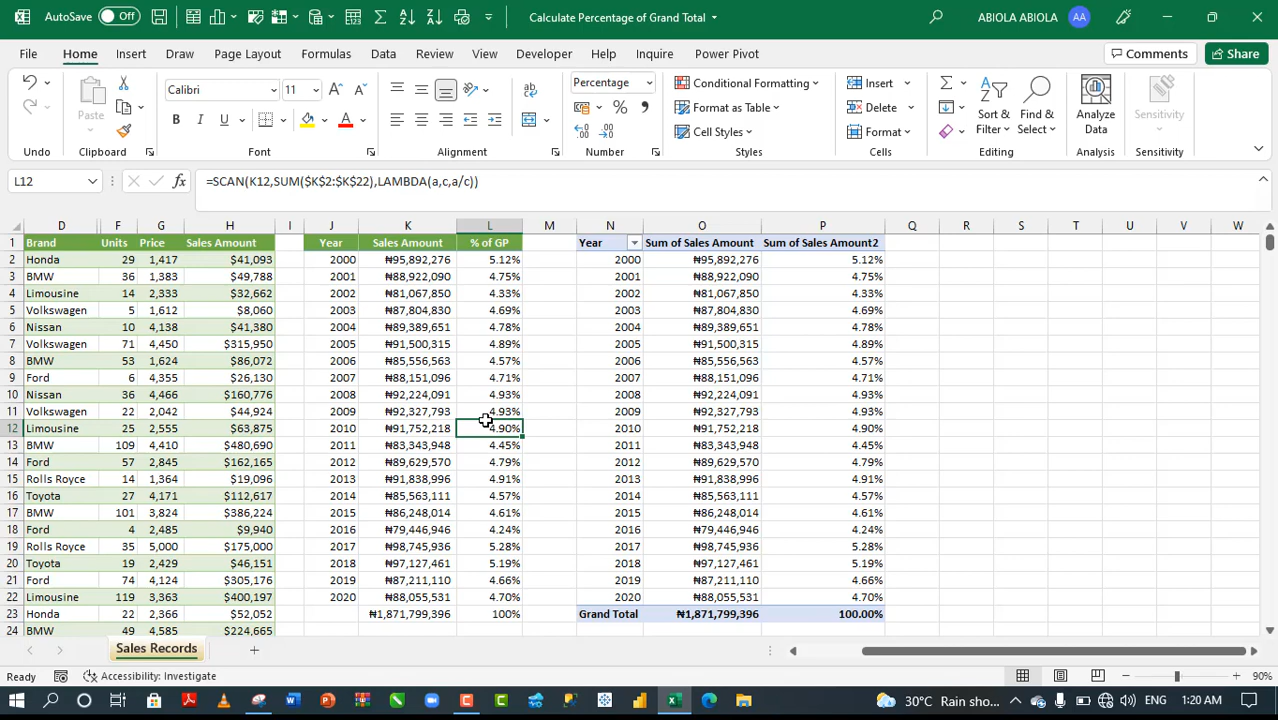 AutoSave Off Calculate Percentage of Grand Total ABIOLA ABIOLA AA
File Home Insert Draw Page Layout Formulas Data Review View Developer Help Inquire Power Pivot Comments Share
Calibri 11 Percentage Conditional Formatting Insert
Paste Format as Table Delete Sort & Filter Find & Select Analyze Data Sensitivity
Cell Styles Format
Undo Clipboard Font Alignment Number Styles Cells Editing Analysis Sensitivity
L12 =SCAN(K12,SUM($K$2:$K$22),LAMBDA(a,c,a/c))
D F G H I J K L M N O P Q R S T U V W
1 Brand Units Price Sales Amount Year Sales Amount % of GP Year Sum of Sales Amount Sum of Sales Amount2
2 Honda 29 1,417 $41,093 2000 ₦95,892,276 5.12% 2000 ₦95,892,276 5.12%
3 BMW 36 1,383 $49,788 2001 ₦88,922,090 4.75% 2001 ₦88,922,090 4.75%
4 Limousine 14 2,333 $32,662 2002 ₦81,067,850 4.33% 2002 ₦81,067,850 4.33%
5 Volkswagen 5 1,612 $8,060 2003 ₦87,804,830 4.69% 2003 ₦87,804,830 4.69%
6 Nissan 10 4,138 $41,380 2004 ₦89,389,651 4.78% 2004 ₦89,389,651 4.78%
7 Volkswagen 71 4,450 $315,950 2005 ₦91,500,315 4.89% 2005 ₦91,500,315 4.89%
8 BMW 53 1,624 $86,072 2006 ₦85,556,563 4.57% 2006 ₦85,556,563 4.57%
9 Ford 6 4,355 $26,130 2007 ₦88,151,096 4.71% 2007 ₦88,151,096 4.71%
10 Nissan 36 4,466 $160,776 2008 ₦92,224,091 4.93% 2008 ₦92,224,091 4.93%
11 Volkswagen 22 2,042 $44,924 2009 ₦92,327,793 4.93% 2009 ₦92,327,793 4.93%
12 Limousine 25 2,555 $63,875 2010 ₦91,752,218 4.90% 2010 ₦91,752,218 4.90%
13 BMW 109 4,410 $480,690 2011 ₦83,343,948 4.45% 2011 ₦83,343,948 4.45%
14 Ford 57 2,845 $162,165 2012 ₦89,629,570 4.79% 2012 ₦89,629,570 4.79%
15 Rolls Royce 14 1,364 $19,096 2013 ₦91,838,996 4.91% 2013 ₦91,838,996 4.91%
16 Toyota 27 4,171 $112,617 2014 ₦85,563,111 4.57% 2014 ₦85,563,111 4.57%
17 BMW 101 3,824 $386,224 2015 ₦86,248,014 4.61% 2015 ₦86,248,014 4.61%
18 Ford 4 2,485 $9,940 2016 ₦79,446,946 4.24% 2016 ₦79,446,946 4.24%
19 Rolls Royce 35 5,000 $175,000 2017 ₦98,745,936 5.28% 2017 ₦98,745,936 5.28%
20 Toyota 19 2,429 $46,151 2018 ₦97,127,461 5.19% 2018 ₦97,127,461 5.19%
21 Ford 74 4,124 $305,176 2019 ₦87,211,110 4.66% 2019 ₦87,211,110 4.66%
22 Limousine 119 3,363 $400,197 2020 ₦88,055,531 4.70% 2020 ₦88,055,531 4.70%
23 Honda 22 2,366 $52,052 ₦1,871,799,396 100% Grand Total ₦1,871,799,396 100.00%
24 BMW 49 4,585 $224,665
Sales Records
Ready Accessibility: Investigate 90%
30°C Rain sho... ENG 1:20 AM